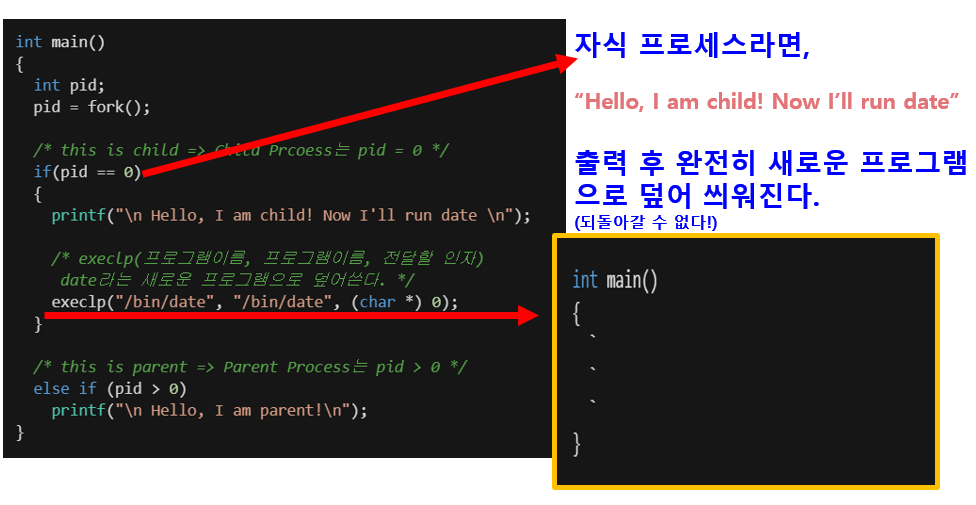 int main()
{
int pid;
pid = fork();
/* this is child => Child Prcoess는 pid = 0 */
if(pid == 0)
{
printf("\n Hello, I am child! Now I'll run date \n");
/* execlp(프로그램이름, 프로그램이름, 전달할 인자)
date라는 새로운 프로그램으로 덮어쓴다. */
execlp("/bin/date", "/bin/date", (char *) 0);
}
/* this is parent => Parent Process는 pid > 0 */
else if (pid > 0)
printf("\n Hello, I am parent!\n");
}
자식 프로세스라면,
“Hello, I am child! Now I’ll run date”
출력 후 완전히 새로운 프로그램
으로 덮어 씌워진다.
(되돌아갈 수 없다!)
int main()
{
`
`
`
}